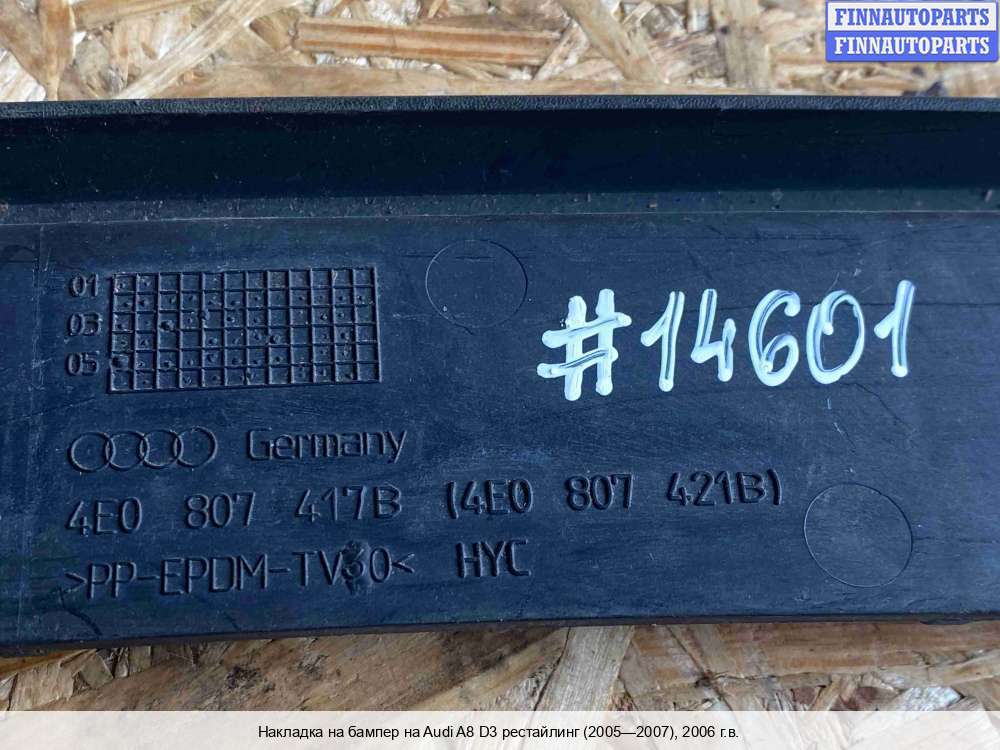 FINNAUTOPARTS
FINNAUTOPARTS
01
03
05
#14601
Germany
4E0 807 417B (4E0 807 421B)
>PP-EPDM-TV30< HYC
Накладка на бампер на Audi A8 D3 рестайлинг (2005—2007), 2006 г.в.